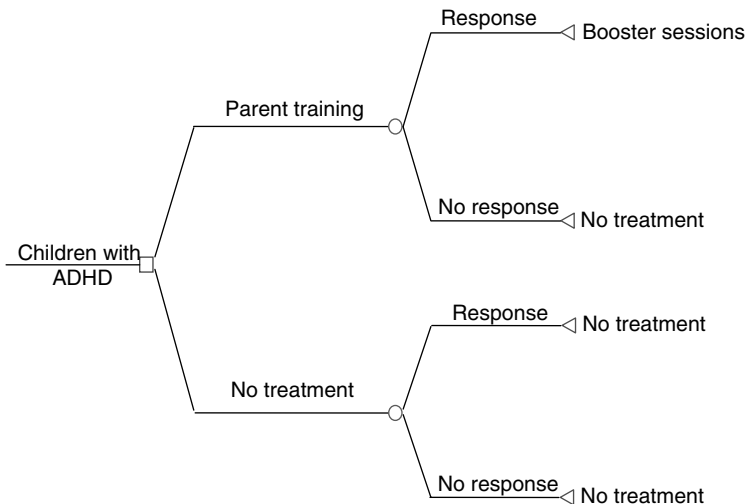 Response
Booster sessions
Parent training
No response
No treatment
Children with
ADHD
Response
No treatment
No treatment
No response
No treatment